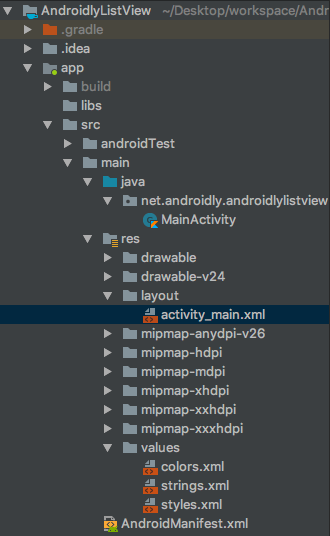 AndroidlyListView ~/Desktop/workspace/Andr
.gradle
.idea
app
build
libs
src
androidTest
main
java
net.androidly.androidlylistview
MainActivity
res
drawable
drawable-v24
layout
activity_main.xml
mipmap-anydpi-v26
mipmap-hdpi
mipmap-mdpi
mipmap-xhdpi
mipmap-xxhdpi
mipmap-xxxhdpi
values
colors.xml
strings.xml
styles.xml
AndroidManifest.xml